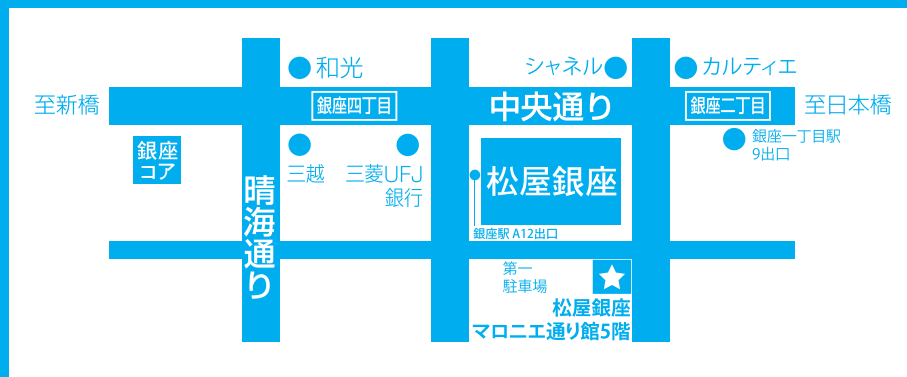 和光
シャネル
カルティエ
至新橋
銀座四丁目
中央通り
銀座二丁目
至日本橋
銀座
コア
三越
三菱UFJ
銀行
松屋銀座
銀座一丁目駅
9出口
晴海通り
銀座駅 A12出口
第一
駐車場
松屋銀座
マロニエ通り館5階